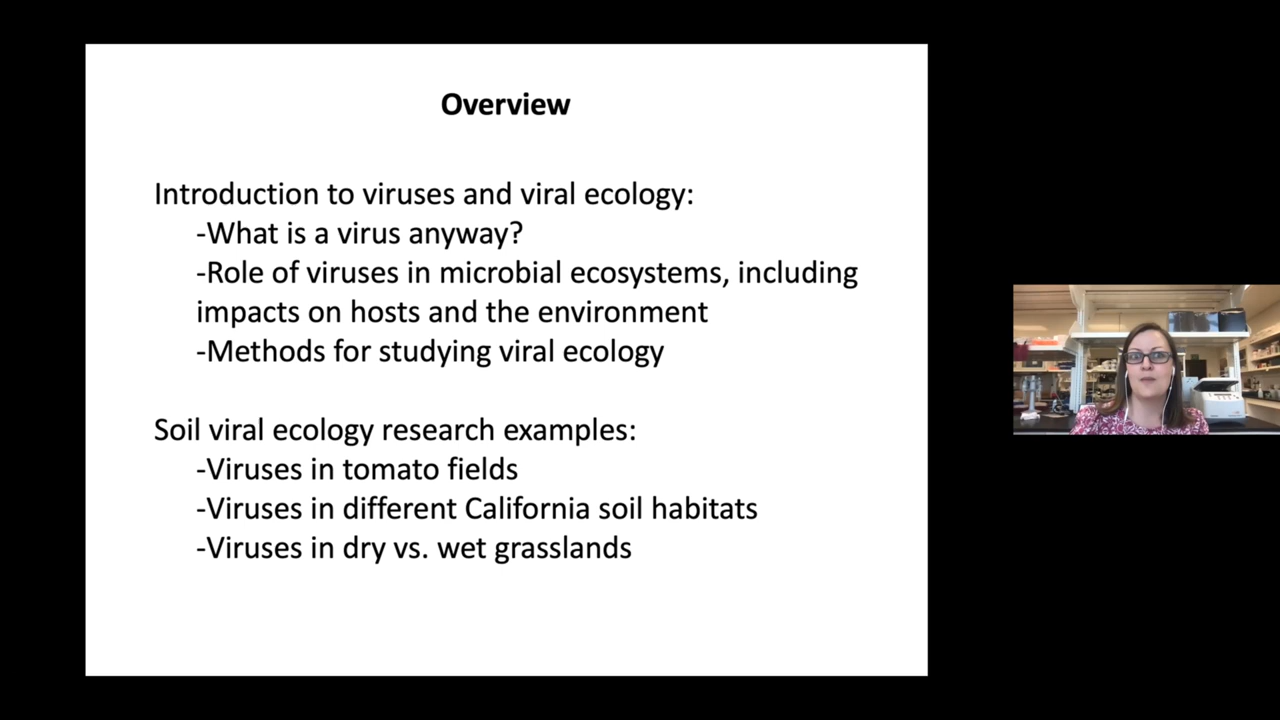 Overview
Introduction to viruses and viral ecology:
-What is a virus anyway?
-Role of viruses in microbial ecosystems, including
impacts on hosts and the environment
-Methods for studying viral ecology
Soil viral ecology research examples:
-Viruses in tomato fields
-Viruses in different California soil habitats
-Viruses in dry vs. wet grasslands